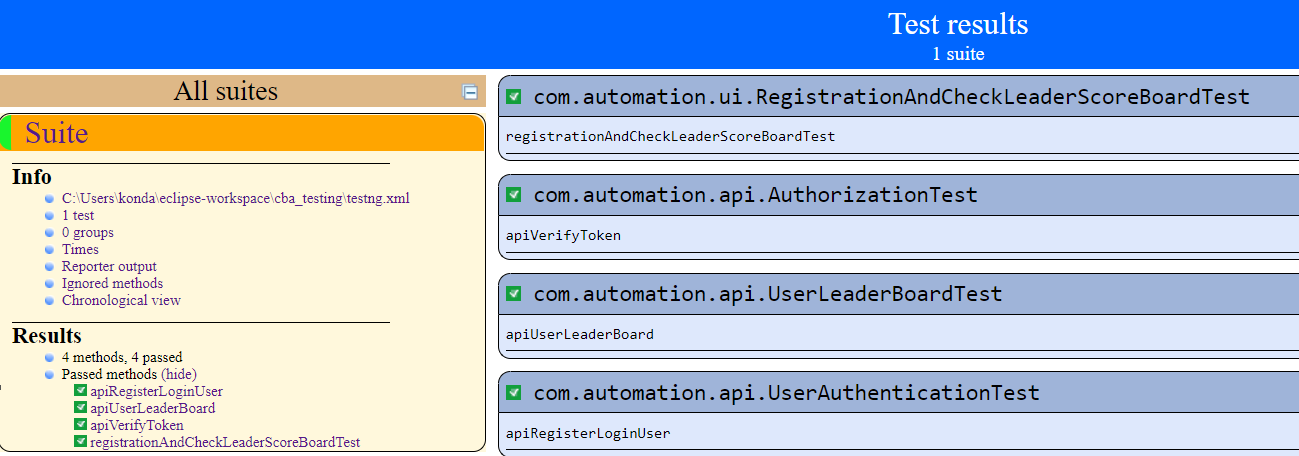 Test results
1 suite
All suites
Suite
Info
C:\Users\konda\eclipse-workspace\cba_testing\testng.xml
1 test
0 groups
Times
Reporter output
Ignored methods
Chronological view
Results
4 methods, 4 passed
Passed methods (hide)
apiRegisterLoginUser
apiUserLeaderBoard
apiVerifyToken
registrationAndCheckLeaderScoreBoardTest
com.automation.ui.RegistrationAndCheckLeaderScoreBoardTest
registrationAndCheckLeaderScoreBoardTest
com.automation.api.AuthorizationTest
apiVerifyToken
com.automation.api.UserLeaderBoardTest
apiUserLeaderBoard
com.automation.api.UserAuthenticationTest
apiRegisterLoginUser